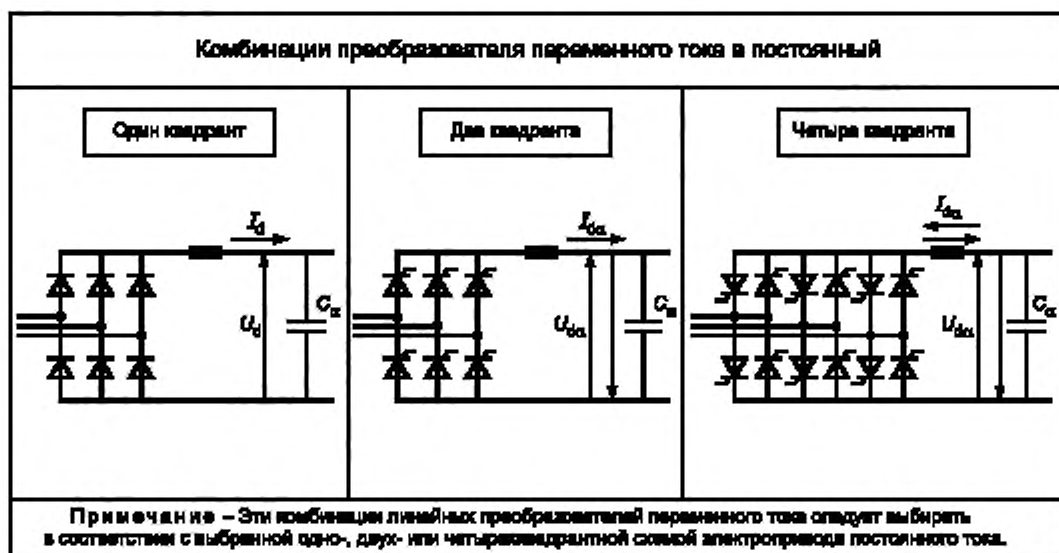 Комбинации преобразователя переменного тока в постоянный
Один квадрант
Два квадранта
Четыре квадранта
I_d
I_dα
I_dα
U_d
C_α
U_dα
C_α
U_dα
C_α
Примечание – Эти комбинации линейных преобразователей переменного тока следует выбирать
в соответствии с выбранной одно-, двух- или четырехквадрантной схемой электропривода постоянного тока.